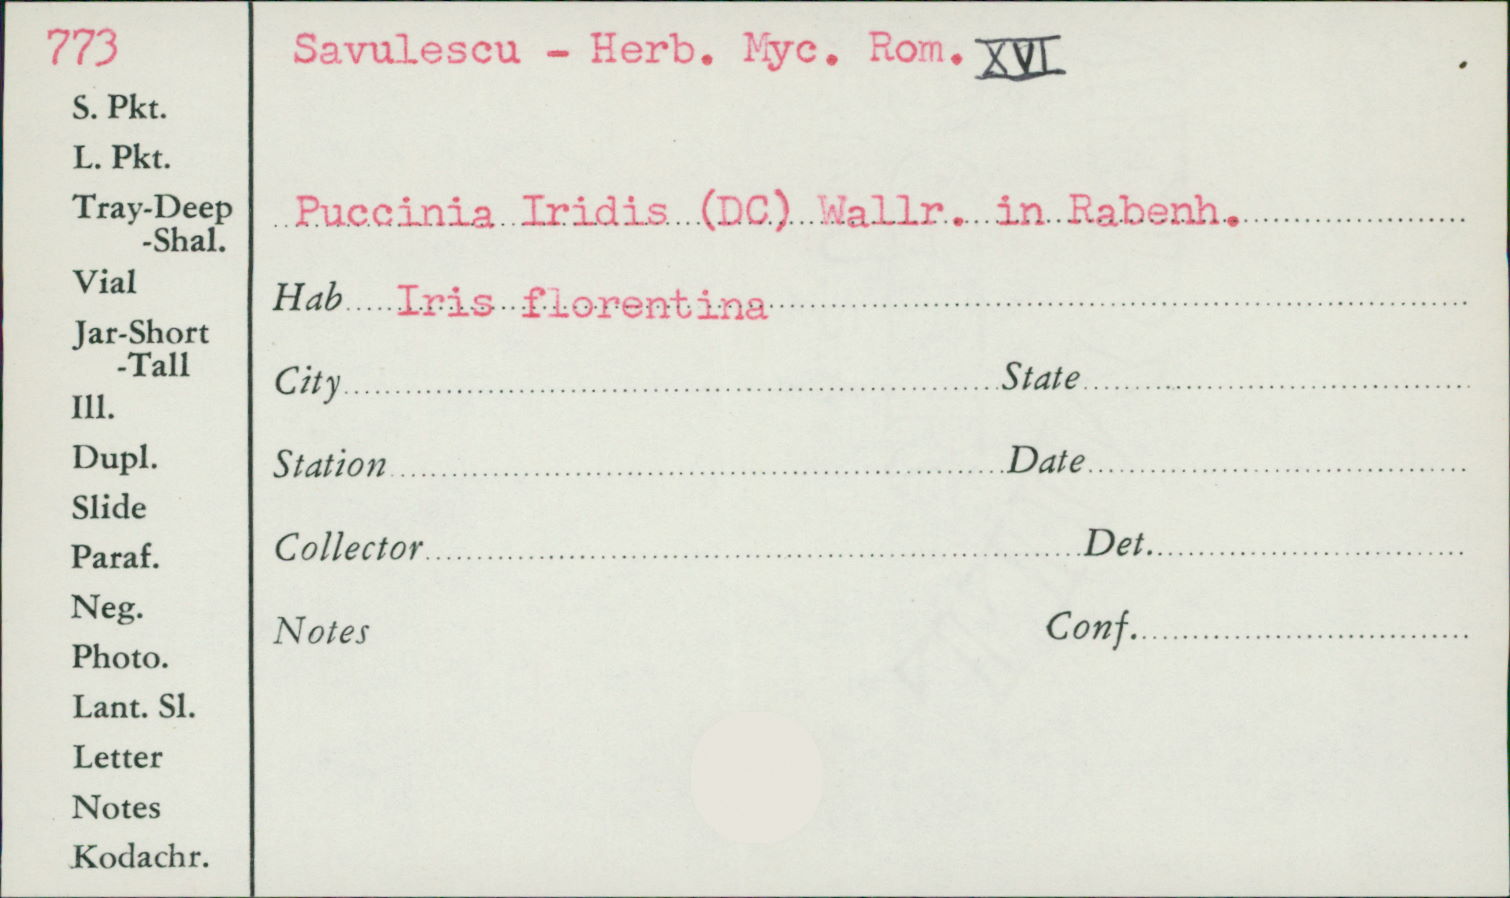 773
Savulescu - Herb. Myc. Rom. XVI
S. Pkt.
L. Pkt.
Tray-Deep
-Shal.
Vial
Jar-Short
-Tall
Ill.
Dupl.
Slide
Paraf.
Neg.
Photo.
Lant. Sl.
Letter
Notes
Kodachr.
Puccinia Iridis (DC) Wallr. in Rabenh.
Hab Iris florentina
City State
Station Date
Collector Det.
Notes Conf.